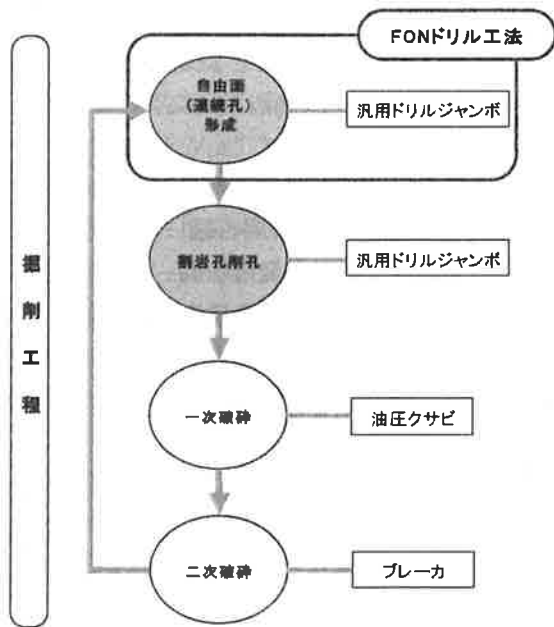 FONドリル工法
自由面
(連続孔)
形成
汎用ドリルジャンボ
割岩孔削孔
汎用ドリルジャンボ
掘削工程
一次破砕
油圧クサビ
二次破砕
ブレーカ